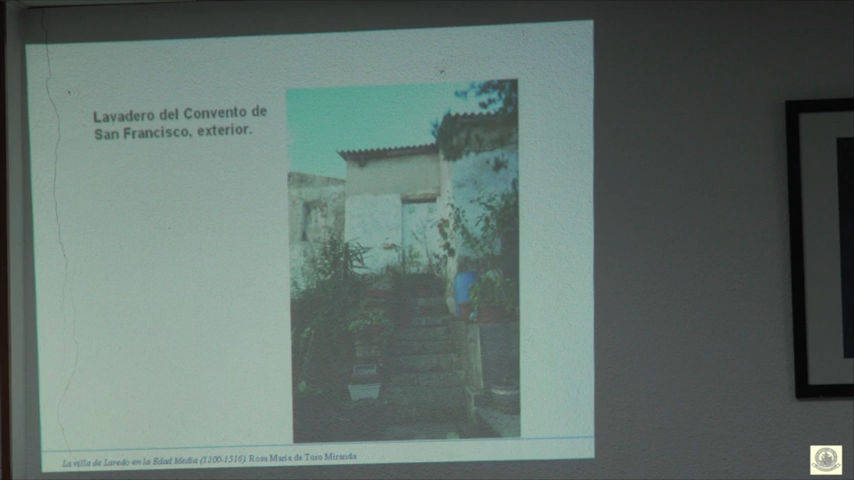 Lavadero del Convento de
San Francisco, exterior.
La villa de Laredo en la Edad Media (1200-1516) Rosa María de Toro Miranda